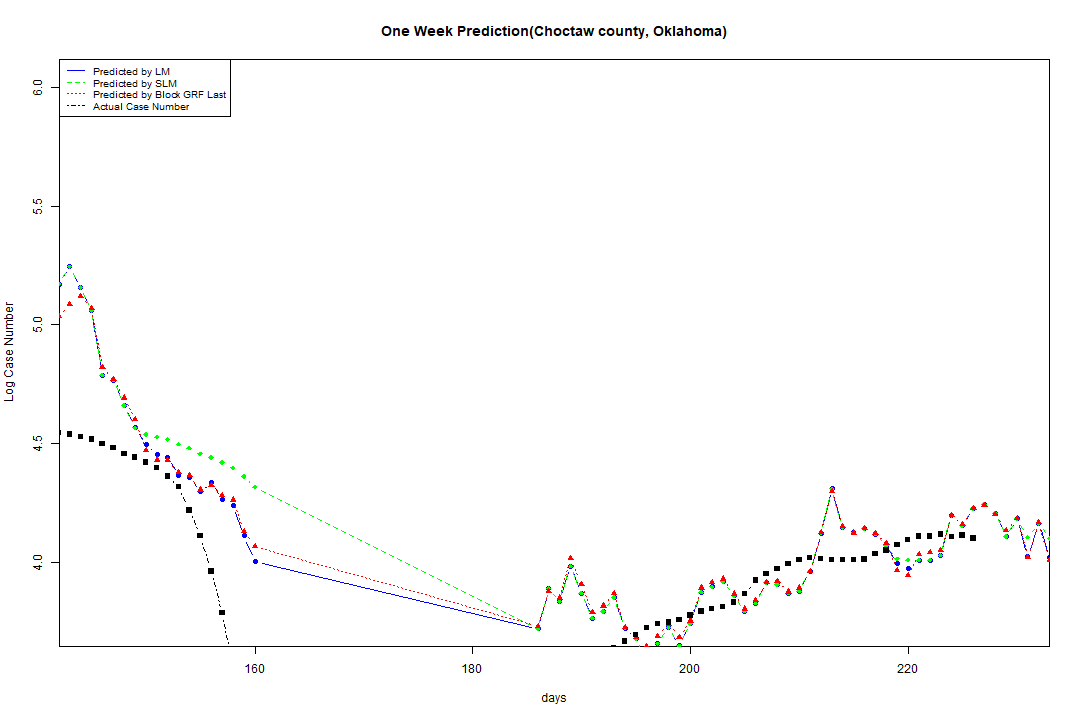 One Week Prediction(Choctaw county, Oklahoma)
Predicted by LM
Predicted by SLM
Predicted by Block GRF Last
Actual Case Number
6.0
5.5
5.0
4.5
4.0
Log Case Number
160
180
200
220
days